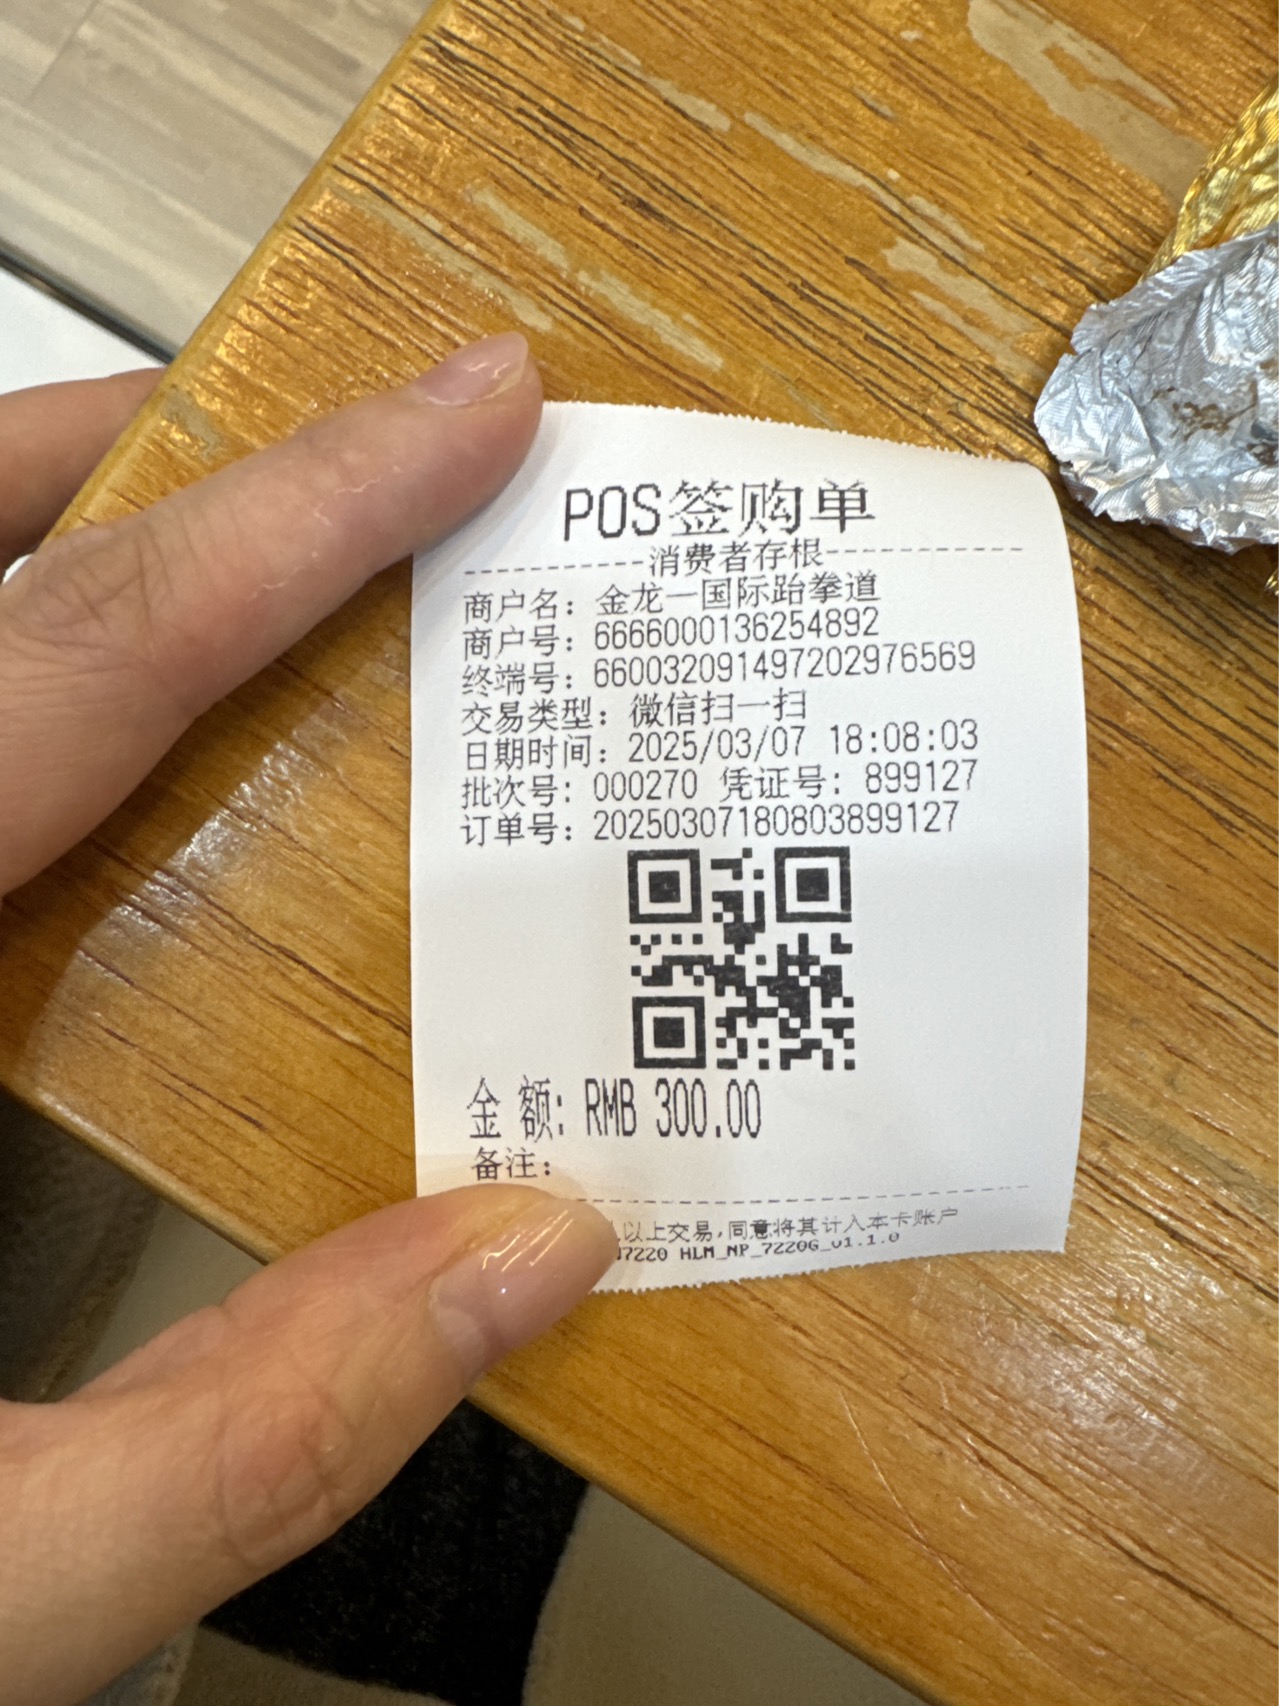 POS签购单
-----------消费者存根------------
商户名：金龙一国际跆拳道
商户号：6666000136254892
终端号：660032091497202976569
交易类型：微信扫一扫
日期时间：2025/03/07 18:08:03
批次号：000270 凭证号：899127
订单号：20250307180803899127
金 额：RMB 300.00
备注：
以上交易,同意将其计入本卡账户
7220 HLM_NP_7220G_v1.1.0